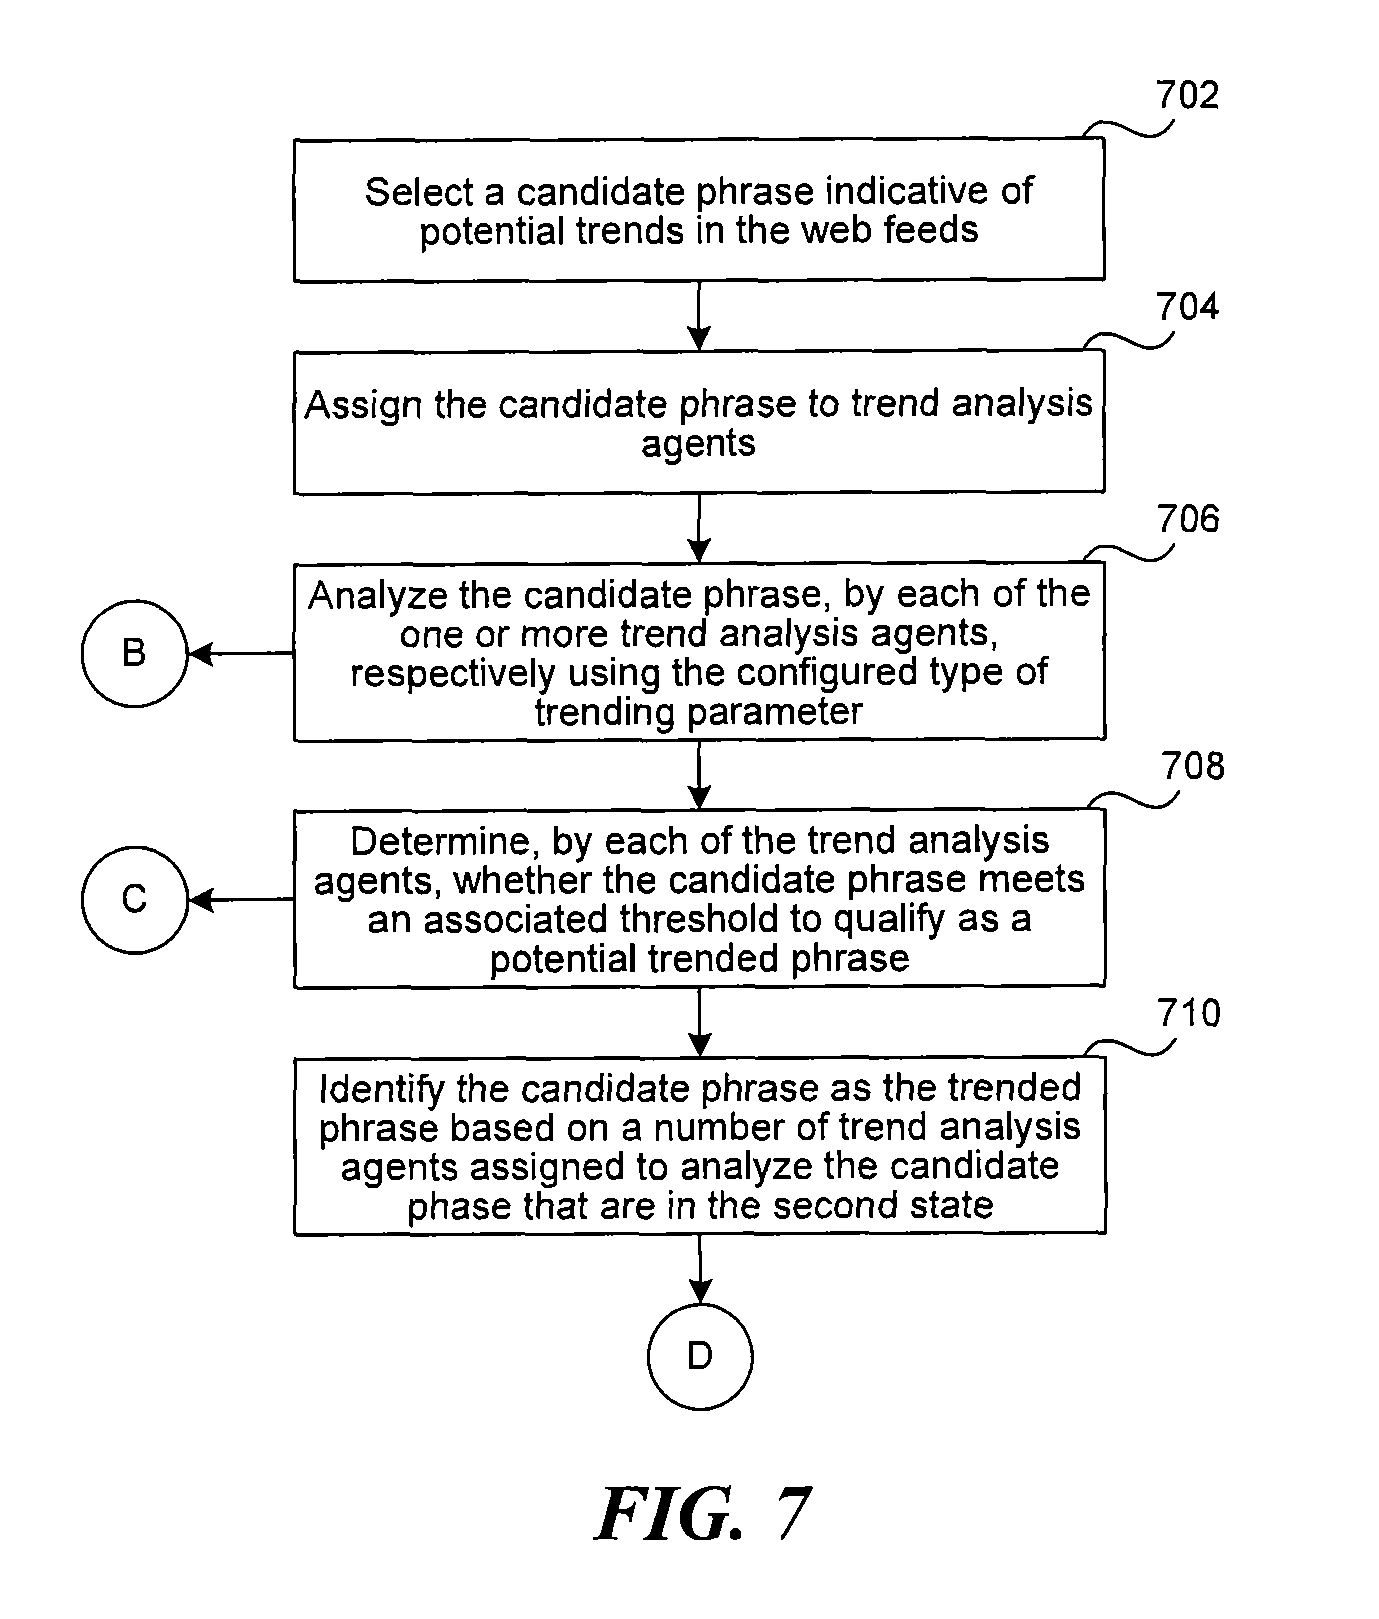 702
Select a candidate phrase indicative of
potential trends in the web feeds
704
Assign the candidate phrase to trend analysis
agents
706
Analyze the candidate phrase, by each of the
one or more trend analysis agents,
respectively using the configured type of
trending parameter
B
708
Determine, by each of the trend analysis
agents, whether the candidate phrase meets
an associated threshold to qualify as a
potential trended phrase
C
710
Identify the candidate phrase as the trended
phrase based on a number of trend analysis
agents assigned to analyze the candidate
phase that are in the second state
D
FIG. 7